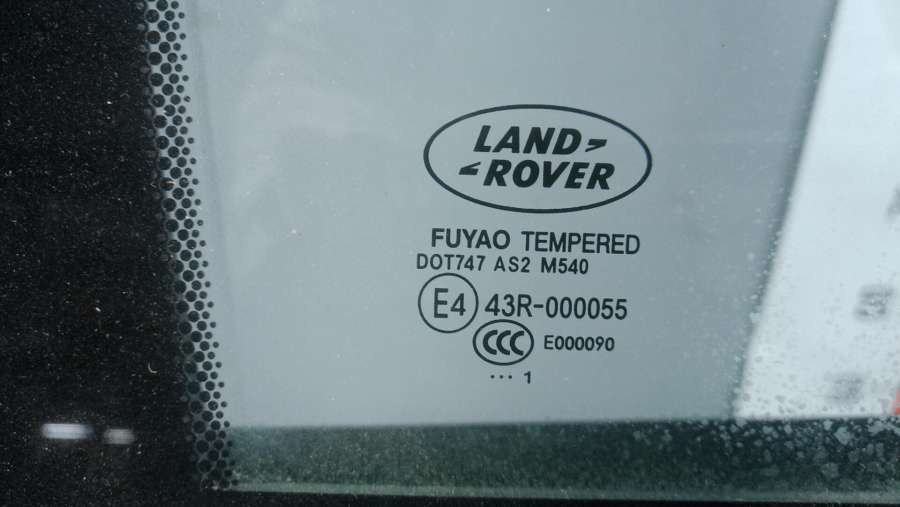 LAND
ROVER
FUYAO TEMPERED
DOT747 AS2 M540
E4 43R-000055
CCC E000090
... 1